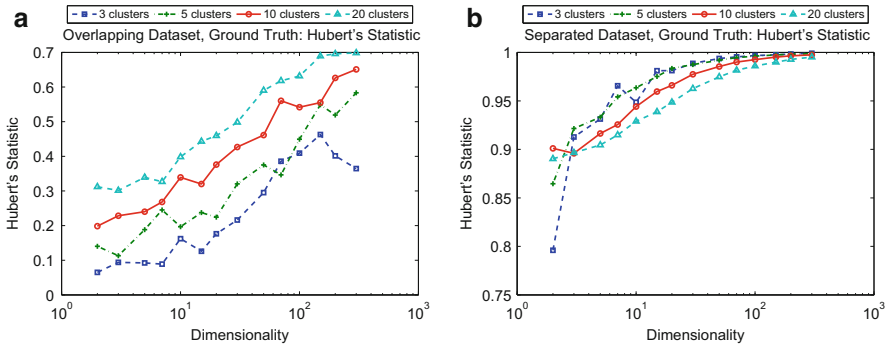 a
3 clusters 5 clusters 10 clusters 20 clusters
Overlapping Dataset, Ground Truth: Hubert's Statistic
0.7
0.6
0.5
0.4
0.3
0.2
0.1
0
Hubert's Statistic
10^0 10^1 10^2 10^3
Dimensionality
b
3 clusters 5 clusters 10 clusters 20 clusters
Separated Dataset, Ground Truth: Hubert's Statistic
1
0.95
0.9
0.85
0.8
0.75
Hubert's Statistic
10^0 10^1 10^2 10^3
Dimensionality